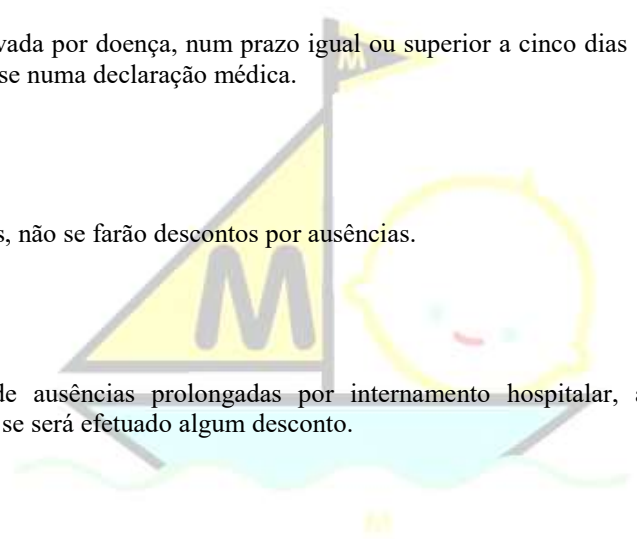 M
vada por doença, num prazo igual ou superior a cinco dias
se numa declaração médica.
s, não se farão descontos por ausências.
M
de ausências prolongadas por internamento hospitalar, a
se será efetuado algum desconto.
M